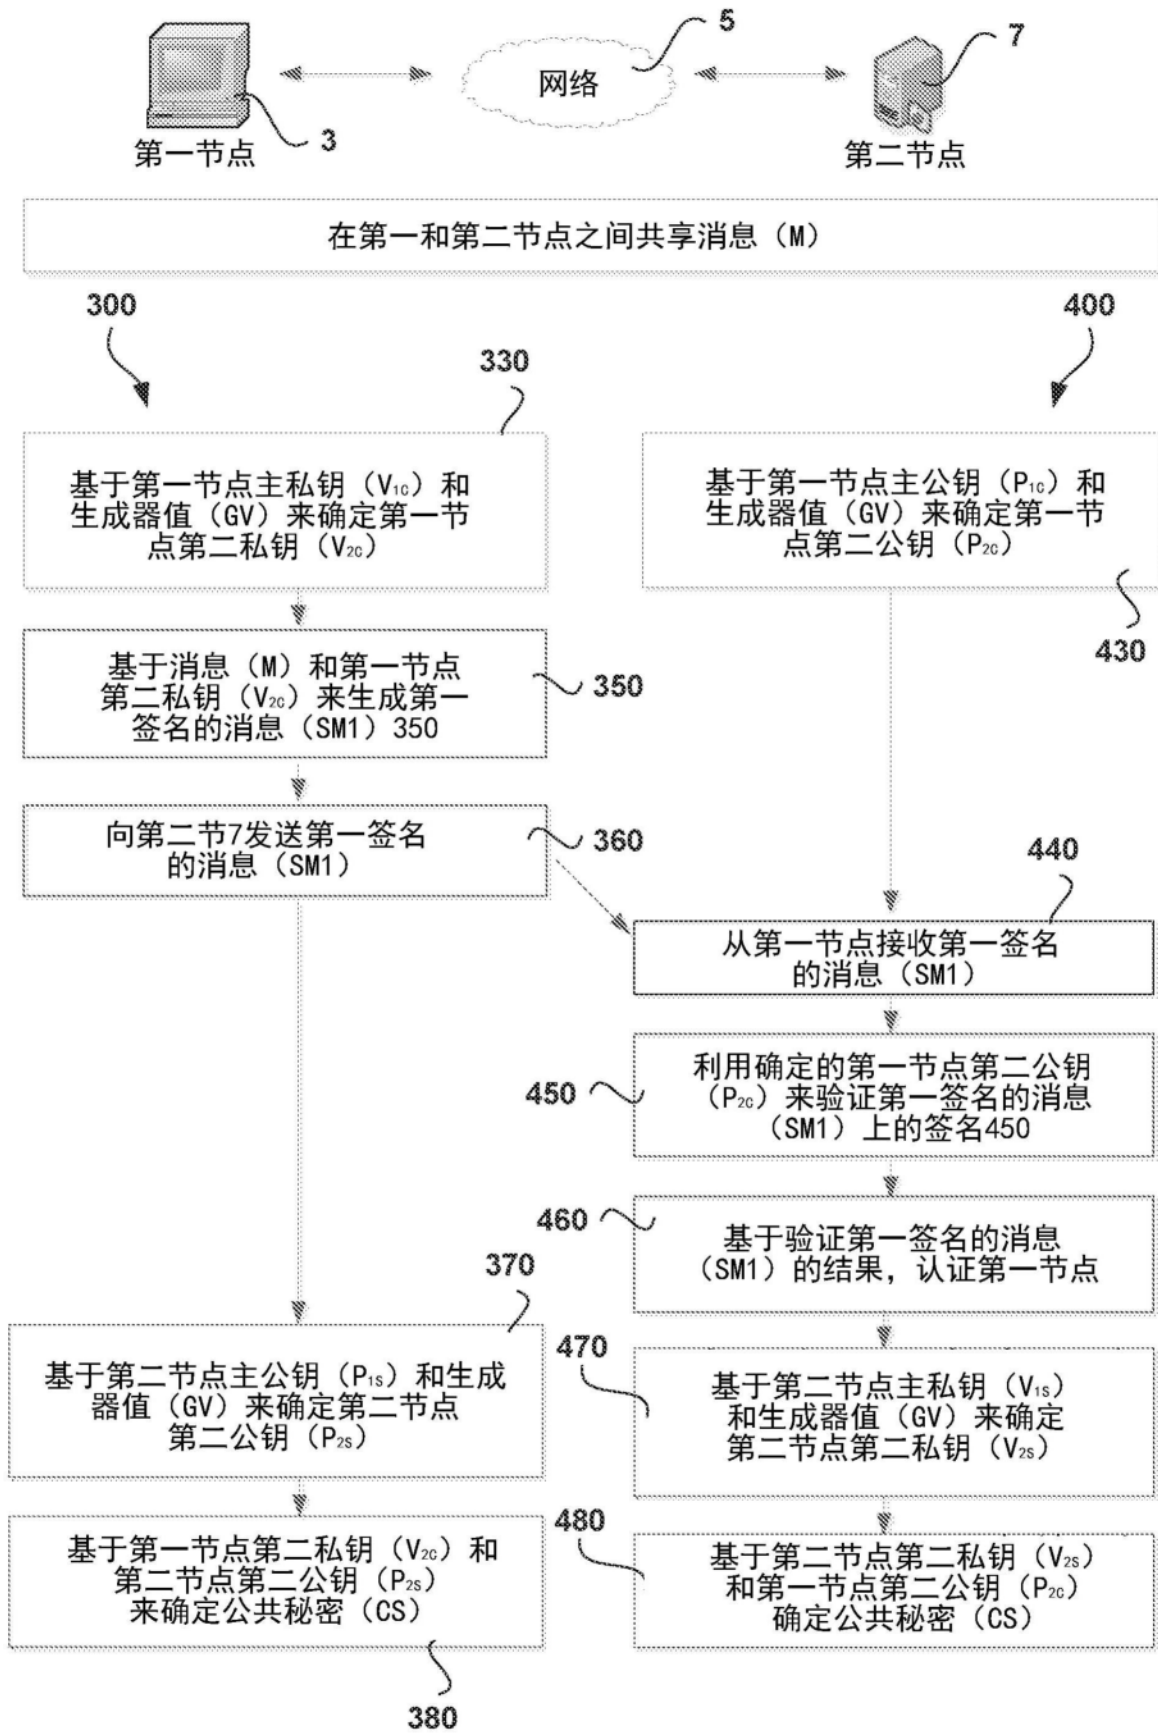 5
7
网络
3
第一节点
第二节点
在第一和第二节点之间共享消息（M）
300
400
330
基于第一节点主私钥（V1C）和
生成器值（GV）来确定第一节
点第二私钥（V2C）
基于第一节点主公钥（P1C）和
生成器值（GV）来确定第一节
点第二公钥（P2C）
430
基于消息（M）和第一节点
第二私钥（V2C）来生成第一
签名的消息（SM1）350
350
向第二节7发送第一签名
的消息（SM1）
360
440
从第一节点接收第一签名
的消息（SM1）
利用确定的第一节点第二公钥
（P2C）来验证第一签名的消息
（SM1）上的签名450
450
460
基于验证第一签名的消息
（SM1）的结果，认证第一节点
370
基于第二节点主公钥（P1S）和生成
器值（GV）来确定第二节点
第二公钥（P2S）
470
基于第二节点主私钥（V1S）
和生成器值（GV）来确定
第二节点第二私钥（V2S）
基于第一节点第二私钥（V2C）和
第二节点第二公钥（P2S）
来确定公共秘密（CS）
380
480
基于第二节点第二私钥（V2S）
和第一节点第二公钥（P2C）
确定公共秘密（CS）